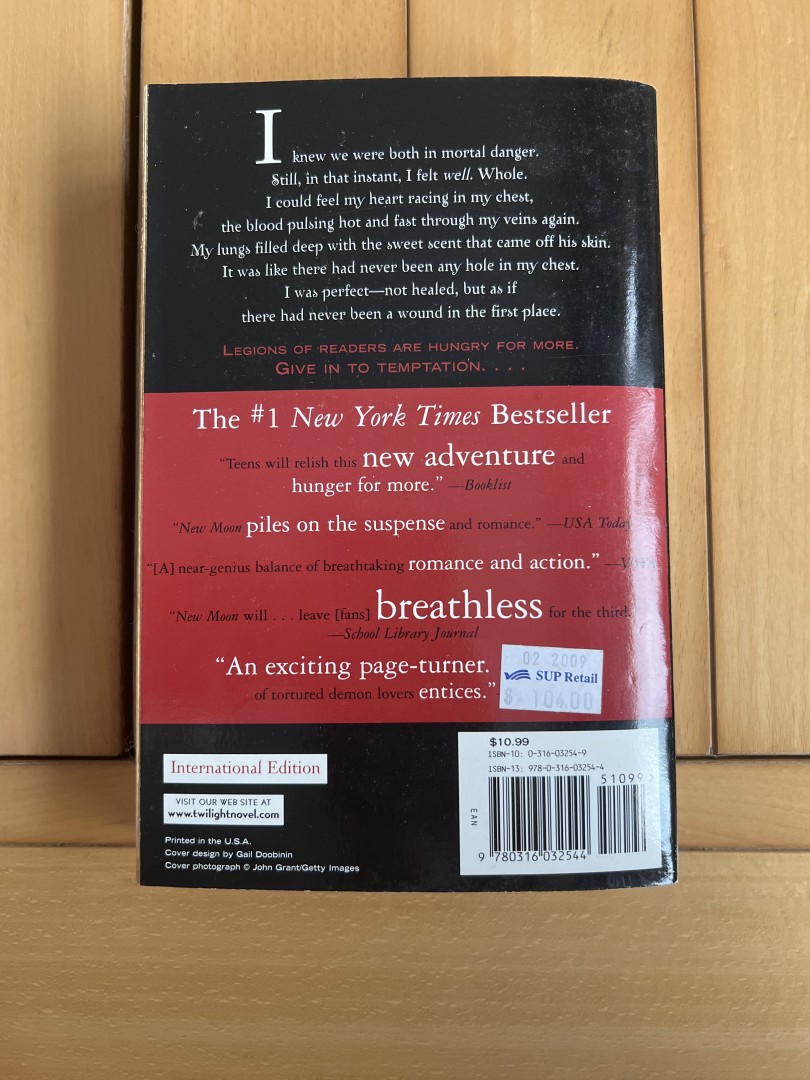 I knew we were both in mortal danger.
Still, in that instant, I felt well. Whole.
I could feel my heart racing in my chest,
the blood pulsing hot and fast through my veins again.
My lungs filled deep with the sweet scent that came off his skin.
It was like there had never been any hole in my chest.
I was perfect—not healed, but as if
there had never been a wound in the first place.
LEGIONS OF READERS ARE HUNGRY FOR MORE.
GIVE IN TO TEMPTATION. . . .
The #1 New York Times Bestseller
“Teens will relish this new adventure and
hunger for more.” —Booklist
“New Moon piles on the suspense and romance.” —USA Today
“[A] near-genius balance of breathtaking romance and action.” —
“New Moon will . . . leave [fans] breathless for the third
—School Library Journal
“An exciting page-turner.
of tortured demon lovers entices.”
02 2009
SUP Retail
$ 104.00
$10.99
ISBN-10: 0-316-03254-9
ISBN-13: 978-0-316-03254-4
51099
EAN
9 780316 032544
International Edition
VISIT OUR WEB SITE AT
www.twilightnovel.com
Printed in the U.S.A.
Cover design by Gail Doobinin
Cover photograph © John Grant/Getty Images